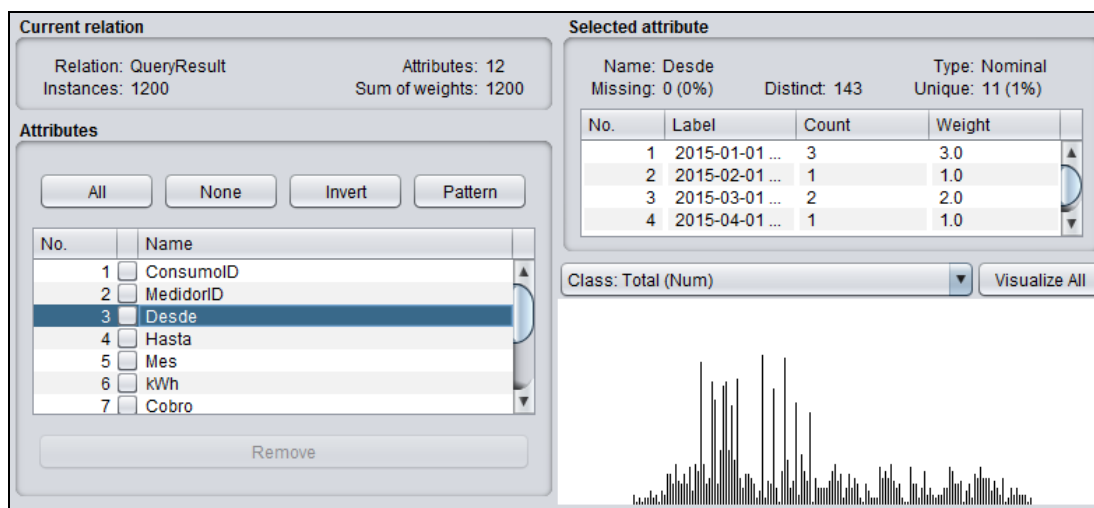 Current relation
Relation: QueryResult Attributes: 12
Instances: 1200 Sum of weights: 1200
Attributes
All None Invert Pattern
No. Name
1 ConsumoID
2 MedidorID
3 Desde
4 Hasta
5 Mes
6 kWh
7 Cobro
Remove
Selected attribute
Name: Desde Type: Nominal
Missing: 0 (0%) Distinct: 143 Unique: 11 (1%)
No. Label Count Weight
1 2015-01-01 ... 3 3.0
2 2015-02-01 ... 1 1.0
3 2015-03-01 ... 2 2.0
4 2015-04-01 ... 1 1.0
Class: Total (Num) Visualize All